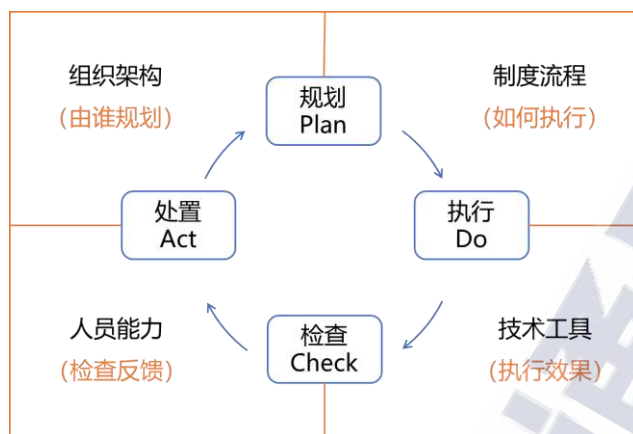 组织架构
(由谁规划)
规划
Plan
制度流程
(如何执行)
处置
Act
执行
Do
人员能力
(检查反馈)
检查
Check
技术工具
(执行效果)